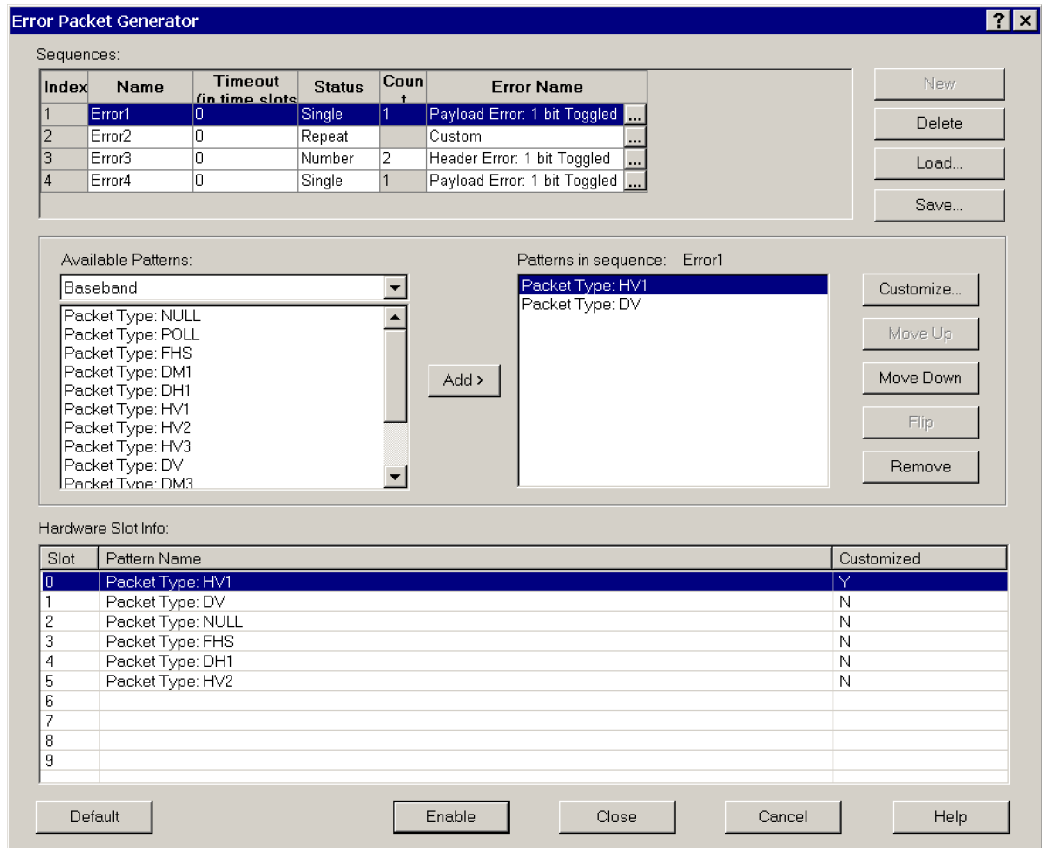 Error Packet Generator
? ×
Sequences:
Index Name Timeout (in time slots Status Coun t Error Name
1 Error1 0 Single 1 Payload Error: 1 bit Toggled ...
2 Error2 0 Repeat Custom ...
3 Error3 0 Number 2 Header Error: 1 bit Toggled ...
4 Error4 0 Single 1 Payload Error: 1 bit Toggled ...
New
Delete
Load...
Save...
Available Patterns:
Baseband
Packet Type: NULL
Packet Type: POLL
Packet Type: FHS
Packet Type: DM1
Packet Type: DH1
Packet Type: HV1
Packet Type: HV2
Packet Type: HV3
Packet Type: DV
Packet Type: DM3
Add >
Patterns in sequence: Error1
Packet Type: HV1
Packet Type: DV
Customize...
Move Up
Move Down
Flip
Remove
Hardware Slot Info:
Slot Pattern Name Customized
0 Packet Type: HV1 Y
1 Packet Type: DV N
2 Packet Type: NULL N
3 Packet Type: FHS N
4 Packet Type: DH1 N
5 Packet Type: HV2 N
6
7
8
9
Default Enable Close Cancel Help